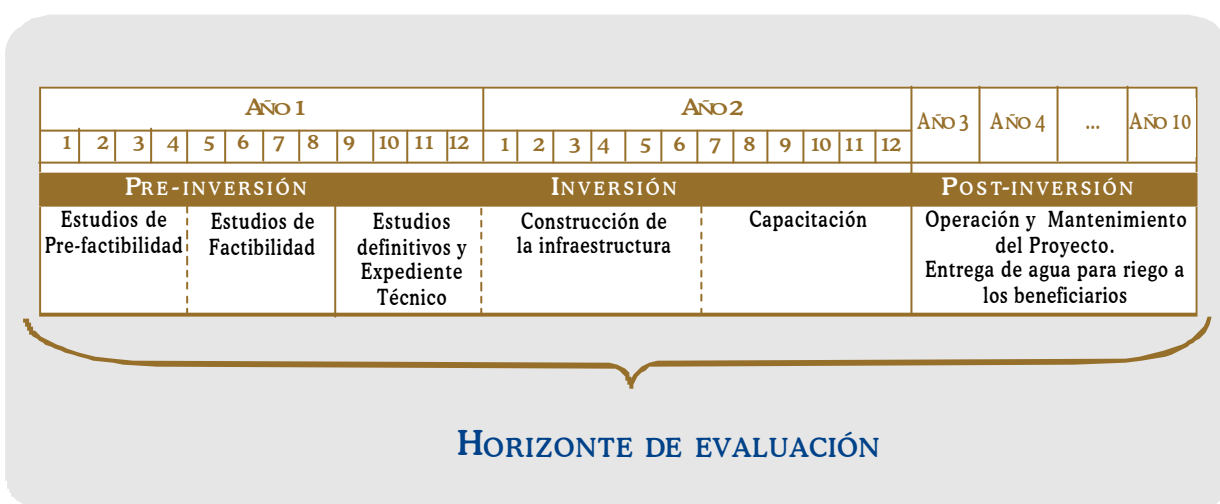 AÑO 1 AÑO 2 AÑO 3 AÑO 4 ... AÑO 10
1 2 3 4 5 6 7 8 9 10 11 12 1 2 3 4 5 6 7 8 9 10 11 12
PRE-INVERSIÓN INVERSIÓN POST-INVERSIÓN
Estudios de
Pre-factibilidad
Estudios de
Factibilidad
Estudios
definitivos y
Expediente
Técnico
Construcción de
la infraestructura
Capacitación
Operación y Mantenimiento
del Proyecto.
Entrega de agua para riego a
los beneficiarios
HORIZONTE DE EVALUACIÓN